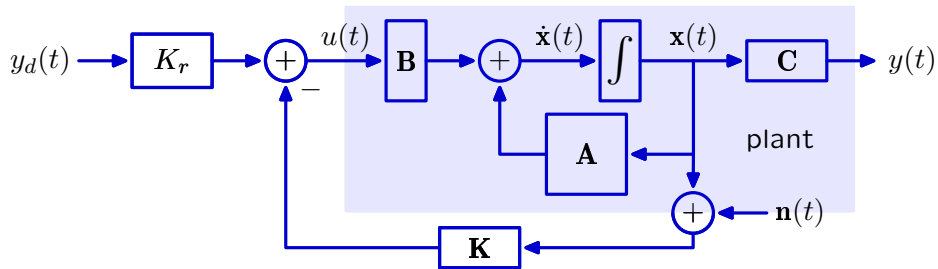 y_d(t)
K_r
+
−
u(t)
B
+
ẋ(t)
∫
x(t)
C
y(t)
A
plant
+
n(t)
K